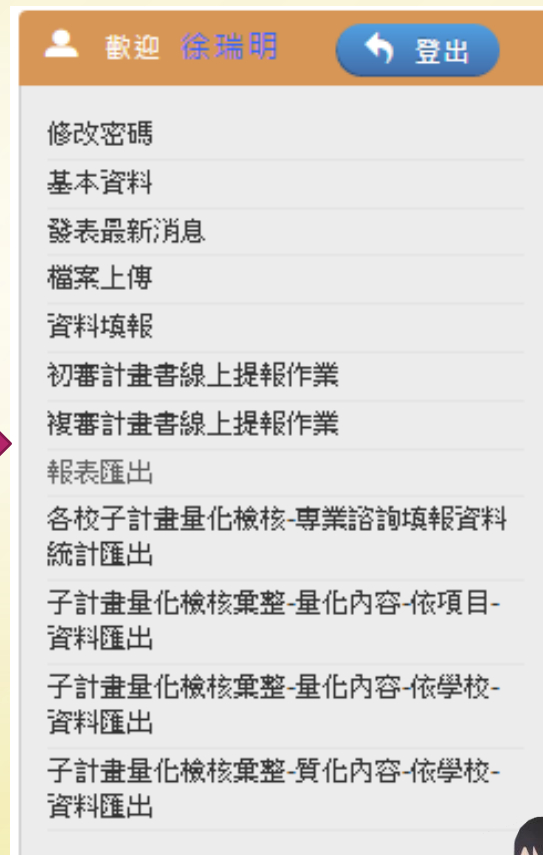 歡迎 徐瑞明 登出
修改密碼
基本資料
發表最新消息
檔案上傳
資料填報
初審計畫書線上提報作業
複審計畫書線上提報作業
報表匯出
各校子計畫量化檢核-專業諮詢填報資料
統計匯出
子計畫量化檢核彙整-量化內容-依項目-
資料匯出
子計畫量化檢核彙整-量化內容-依學校-
資料匯出
子計畫量化檢核彙整-質化內容-依學校-
資料匯出